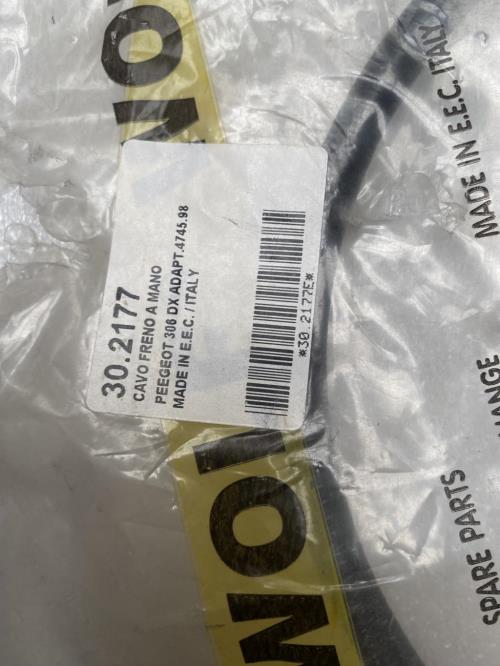 30.2177
CAVO FRENO A MANO
PEEGEOT 306 DX ADAPT.4745.98
MADE IN E.E.C. / ITALY
*30.2177E*
MADE IN E.E.C. ITALY
SPARE PARTS